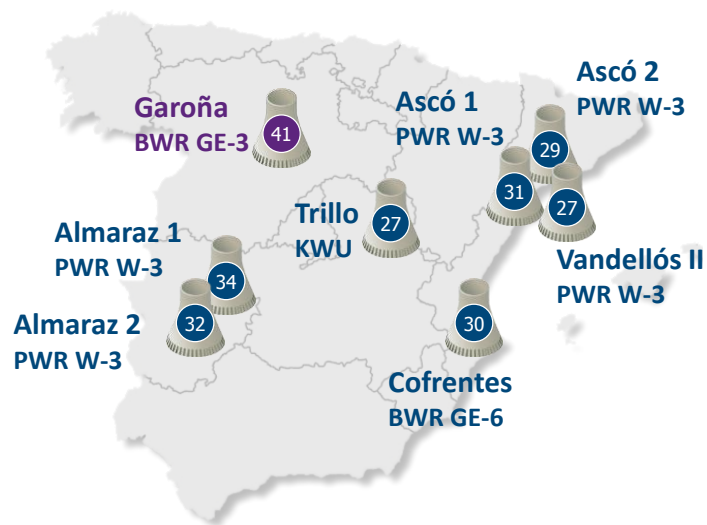 Ascó 2
PWR W-3
29
Ascó 1
PWR W-3
31
Garoña
BWR GE-3
41
27
Vandellós II
PWR W-3
Trillo
KWU
27
Almaraz 1
PWR W-3
34
Almaraz 2
PWR W-3
32
30
Cofrentes
BWR GE-6